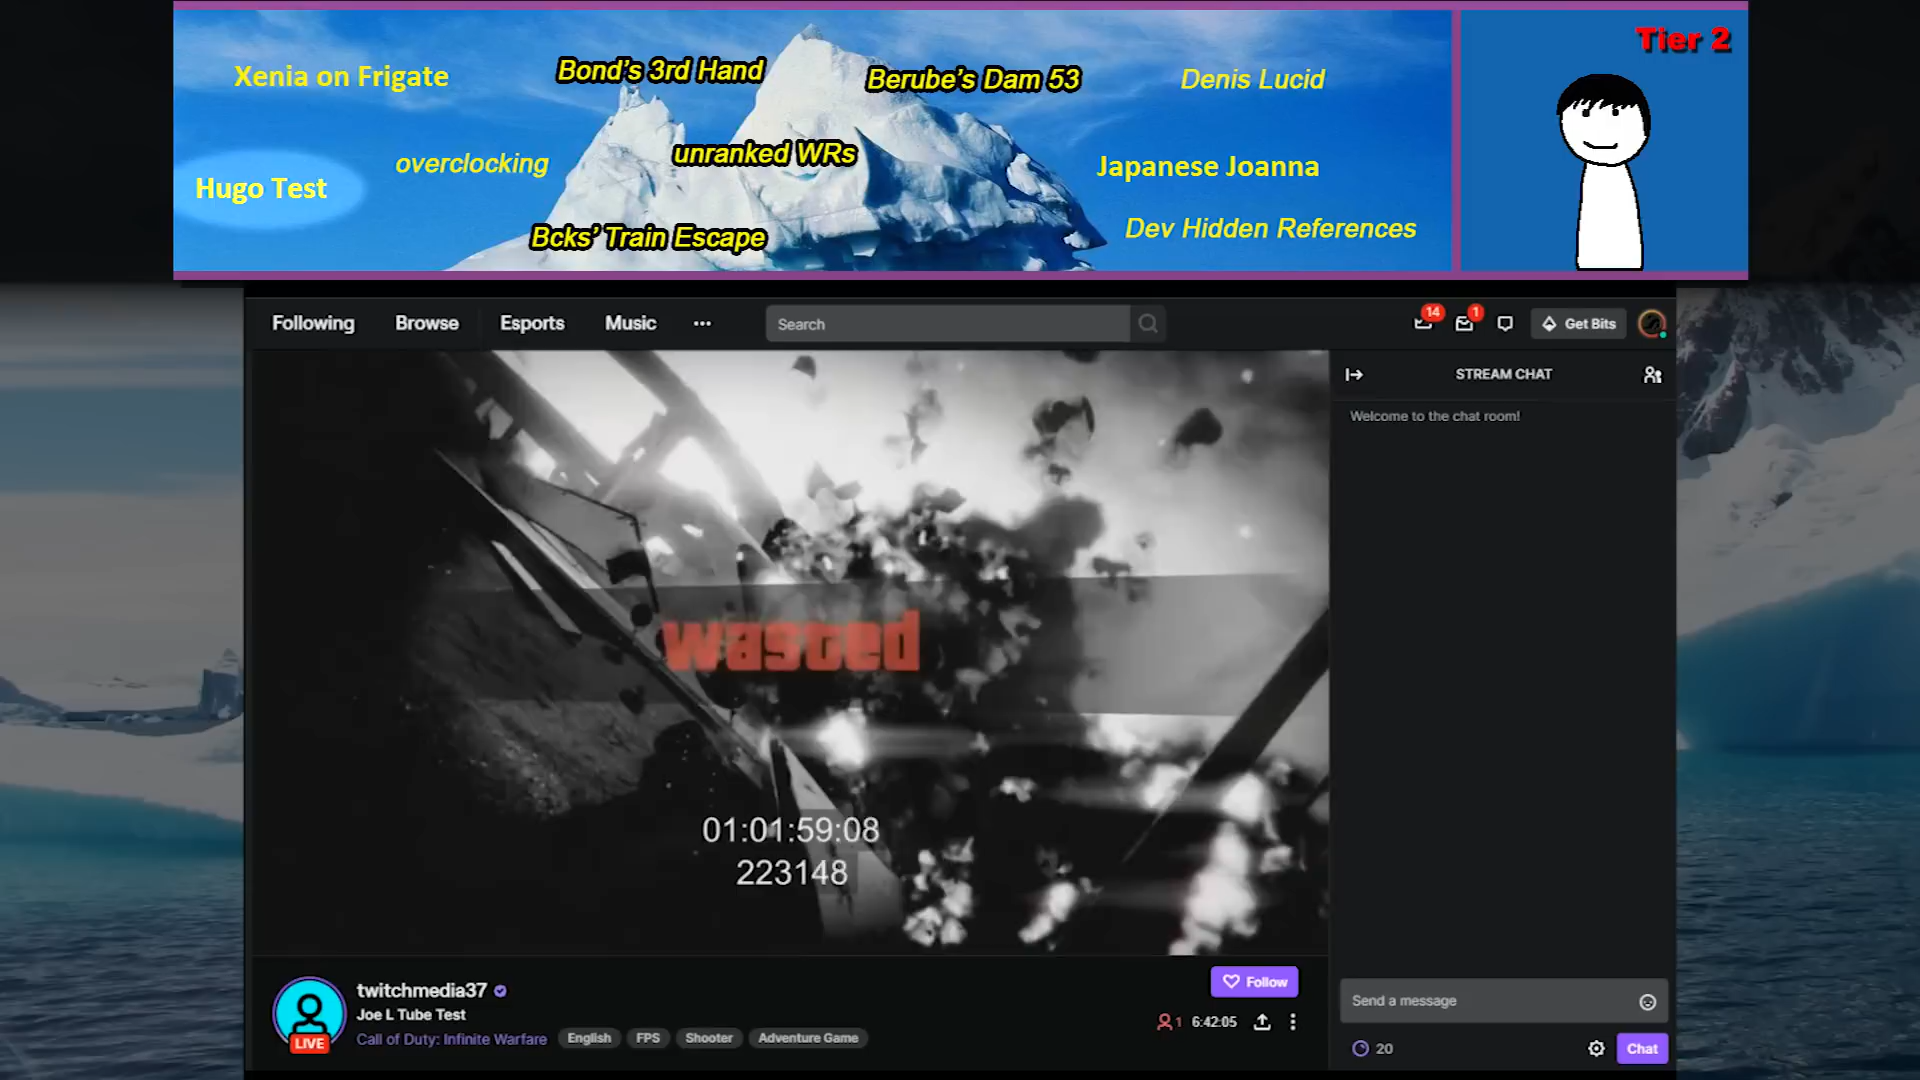 Tier 2
Xenia on Frigate
Bond's 3rd Hand
Berube's Dam 53
Denis Lucid
overclocking
unranked WRs
Japanese Joanna
Hugo Test
Bcks' Train Escape
Dev Hidden References
Following
Browse
Esports
Music
Search
14
1
Get Bits
STREAM CHAT
Welcome to the chat room!
wasted
01:01:59:08
223148
twitchmedia37
Follow
Joe L Tube Test
LIVE
Call of Duty: Infinite Warfare
English
FPS
Shooter
Adventure Game
1
6:42:05
Send a message
20
Chat